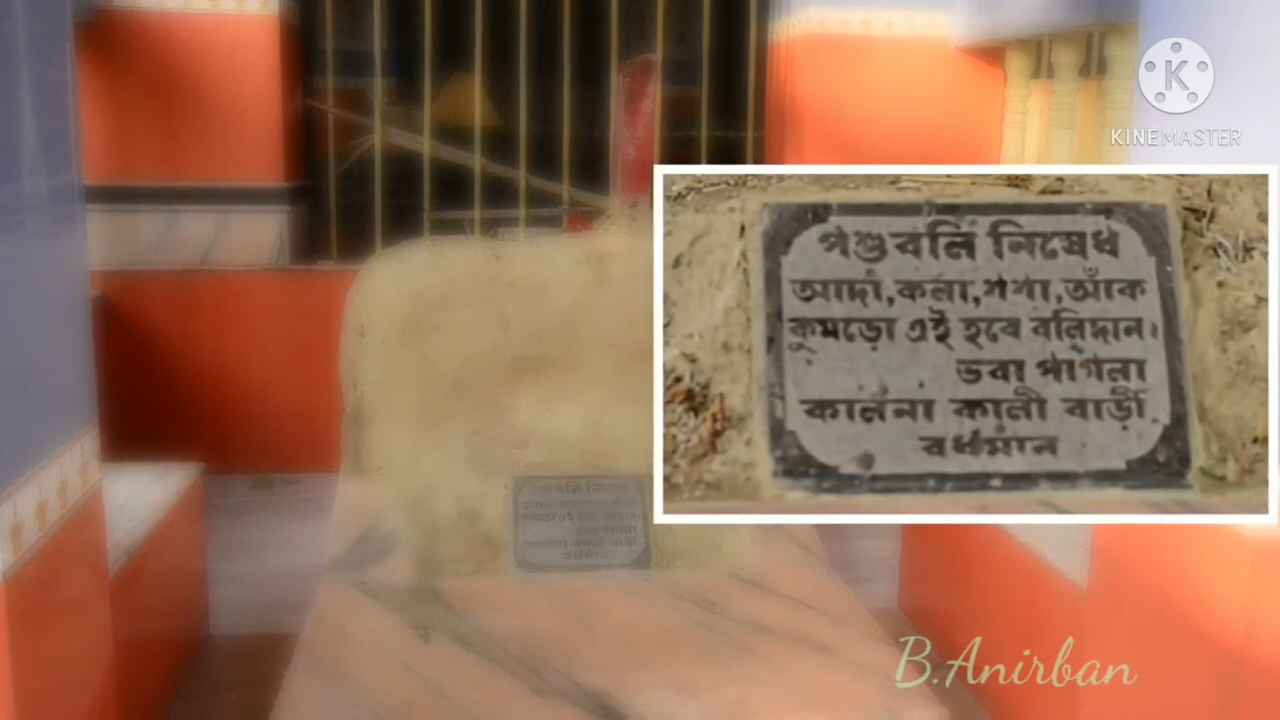 KINEMASTER
পশুবলি নিষেধ
আদা, কলা, শশা, আঁক
কুমড়ো এই হবে বলিদান।
ভবা পাগলা
কালনা কালী বাড়ী
বর্ধমান
B.Anirban